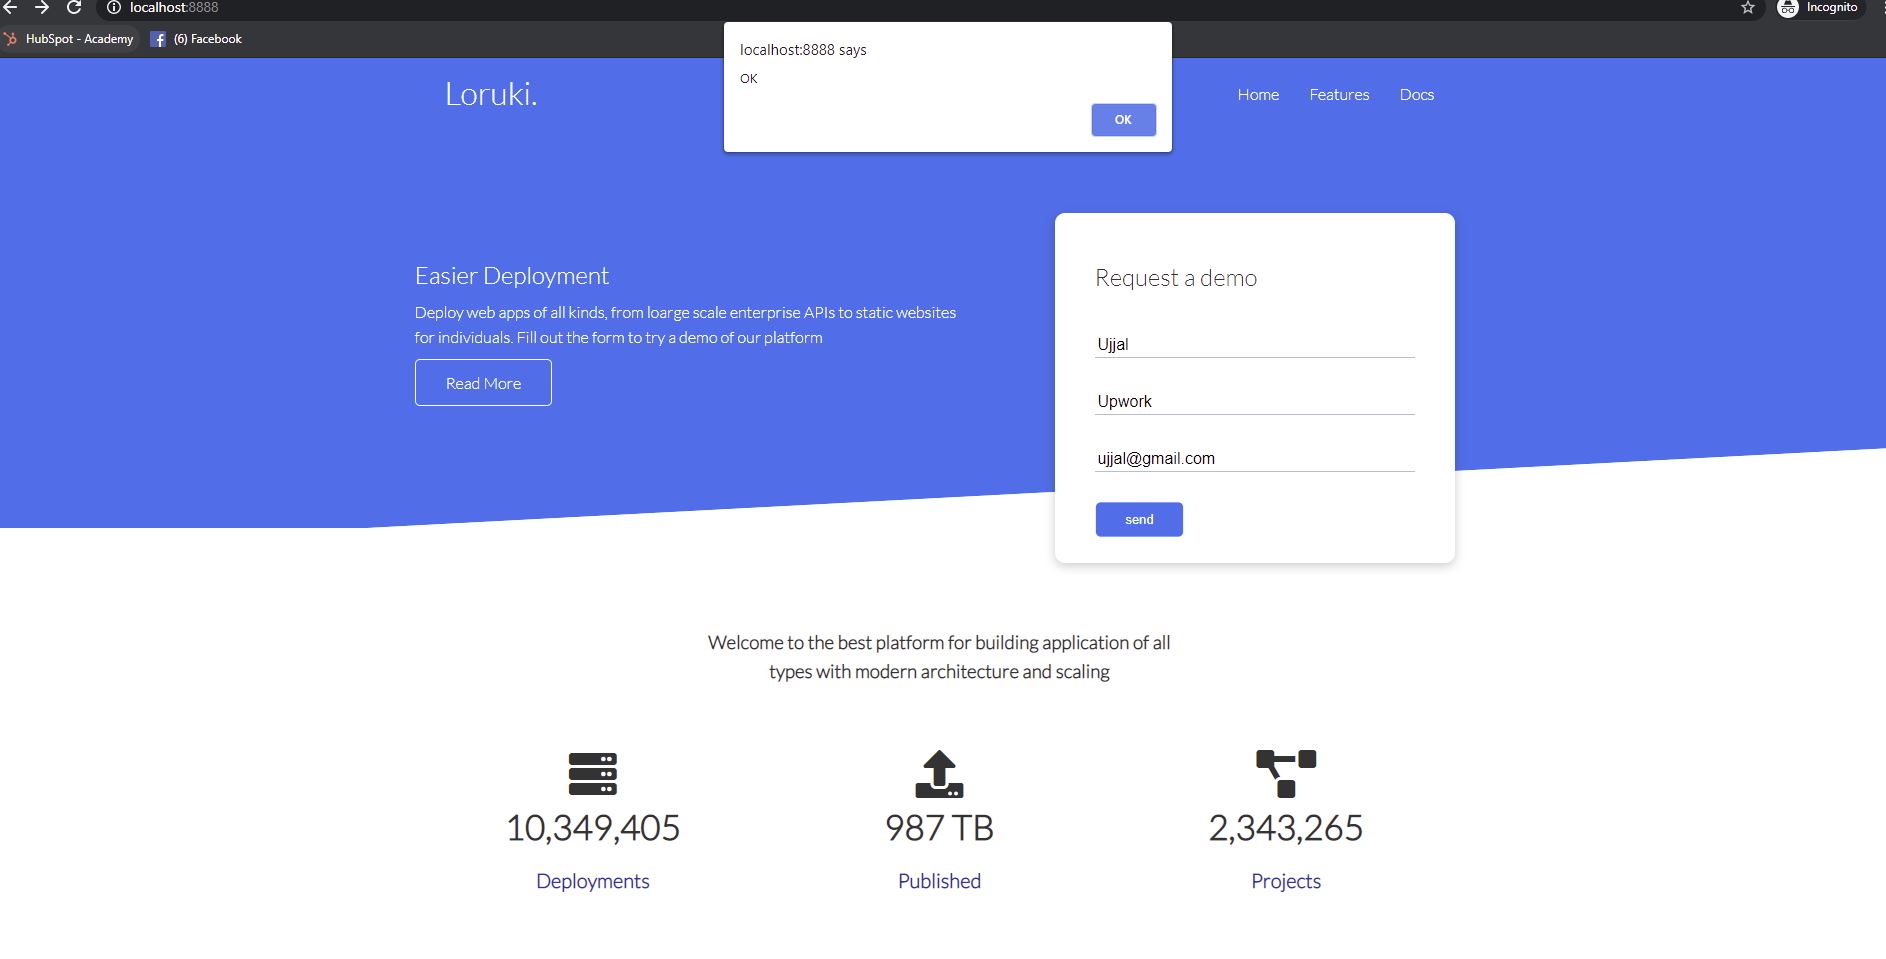 localhost:8888
Incognito
HubSpot - Academy
(6) Facebook
localhost:8888 says
OK
OK
Loruki.
Home Features Docs
Easier Deployment
Deploy web apps of all kinds, from loarge scale enterprise APIs to static websites
for individuals. Fill out the form to try a demo of our platform
Read More
Request a demo
Ujjal
Upwork
ujjal@gmail.com
send
Welcome to the best platform for building application of all
types with modern architecture and scaling
10,349,405
Deployments
987 TB
Published
2,343,265
Projects